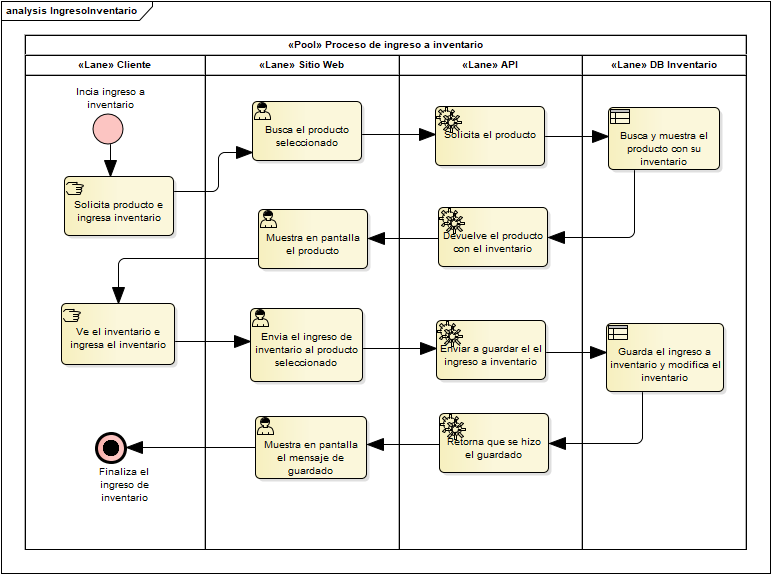 analysis IngresoInventario
«Pool» Proceso de ingreso a inventario
«Lane» Cliente
«Lane» Sitio Web
«Lane» API
«Lane» DB Inventario
Incia ingreso a
inventario
Solicita producto e
ingresa inventario
Busca el producto
seleccionado
Solicita el producto
Busca y muestra el
producto con su
inventario
Muestra en pantalla
el producto
Devuelve el producto
con el inventario
Ve el inventario e
ingresa el inventario
Envia el ingreso de
inventario al producto
seleccionado
Enviar a guardar el el
ingreso a inventario
Guarda el ingreso a
inventario y modifica el
inventario
Finaliza el
ingreso de
inventario
Muestra en pantalla
el mensaje de
guardado
Retorna que se hizo
el guardado